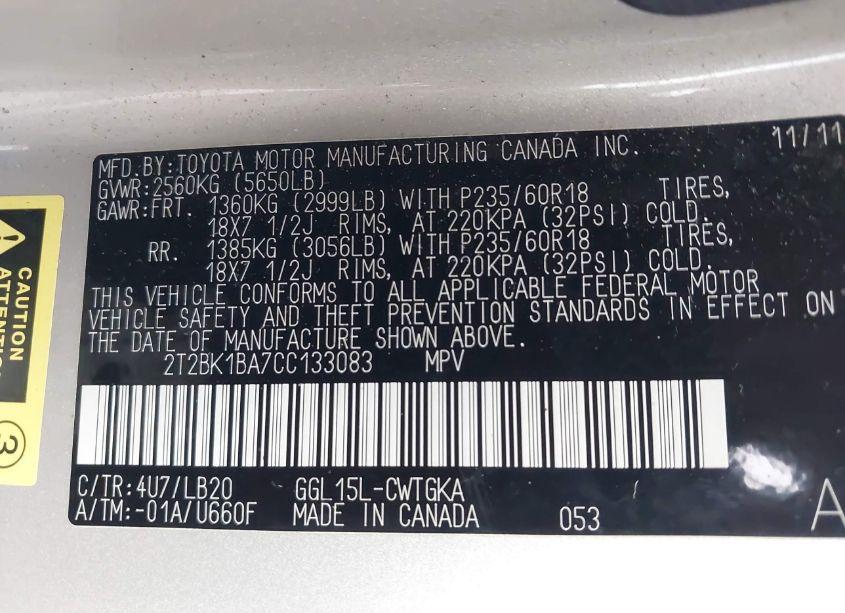 MFD.BY:TOYOTA MOTOR MANUFACTURING CANADA INC. 11/11
GVWR:2560KG (5650LB)
GAWR:FRT. 1360KG (2999LB) WITH P235/60R18 TIRES,
18X7 1/2J RIMS, AT 220KPA (32PSI) COLD.
RR. 1385KG (3056LB) WITH P235/60R18 TIRES,
18X7 1/2J RIMS, AT 220KPA (32PSI) COLD.
THIS VEHICLE CONFORMS TO ALL APPLICABLE FEDERAL MOTOR
VEHICLE SAFETY AND THEFT PREVENTION STANDARDS IN EFFECT ON
THE DATE OF MANUFACTURE SHOWN ABOVE.
2T2BK1BA7CC133083 MPV
C/TR:4U7/LB20 GGL15L-CWTGKA
A/TM:-01A/U660F MADE IN CANADA 053 A
CAUTION
ATTENTION
3